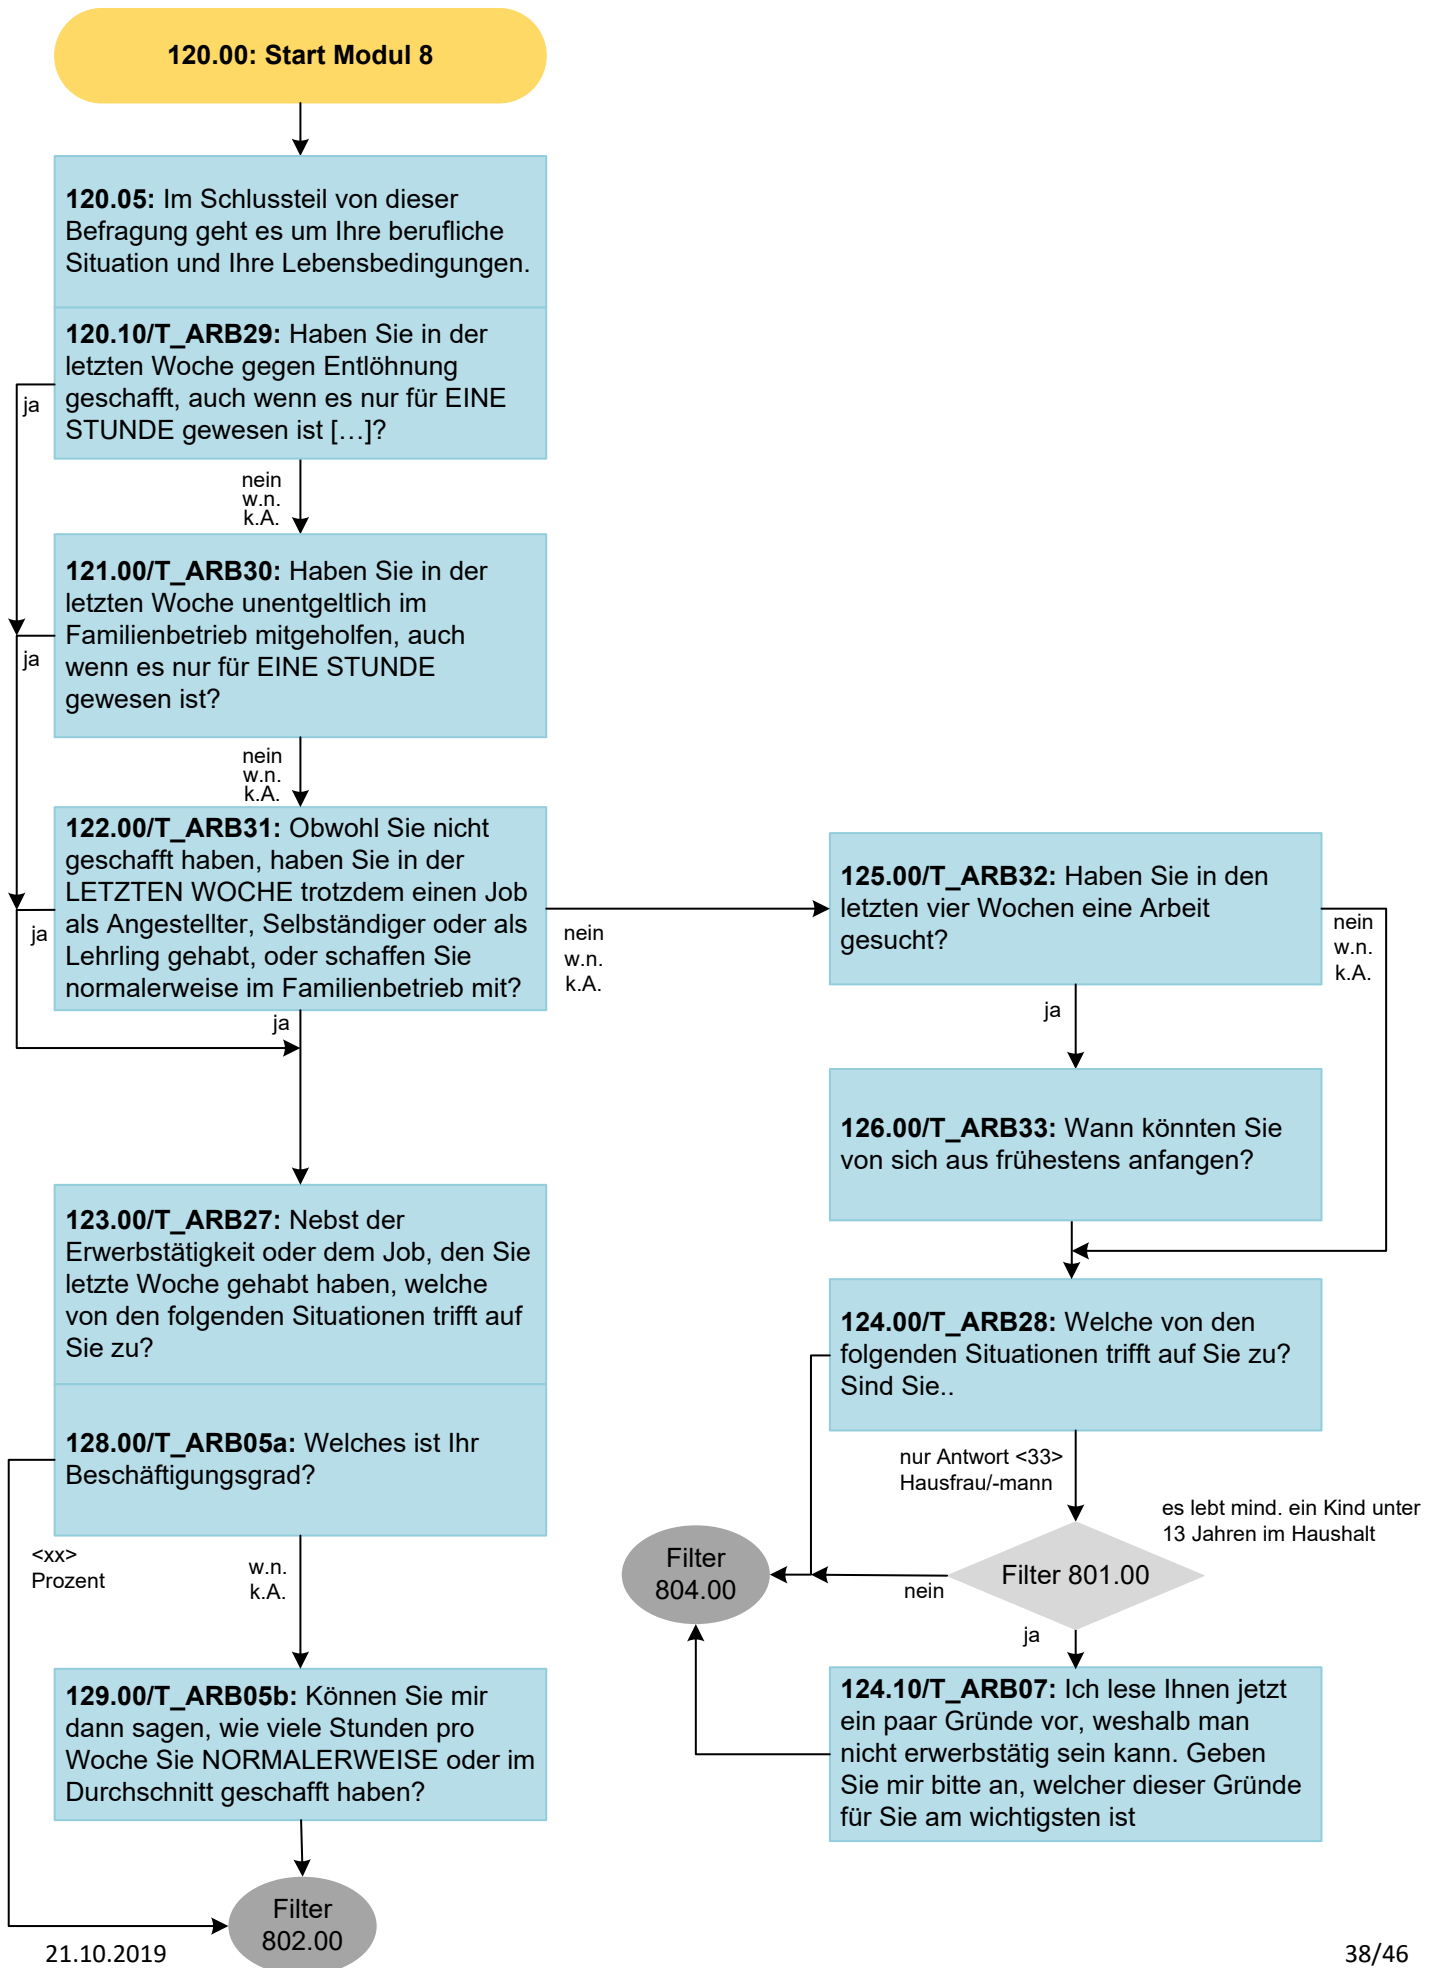 120.00: Start Modul 8
120.05: Im Schlussteil von dieser
Befragung geht es um Ihre berufliche
Situation und Ihre Lebensbedingungen.
120.10/T_ARB29: Haben Sie in der
letzten Woche gegen Entlöhnung
geschafft, auch wenn es nur für EINE
STUNDE gewesen ist […]?
ja
nein
w.n.
k.A.
121.00/T_ARB30: Haben Sie in der
letzten Woche unentgeltlich im
Familienbetrieb mitgeholfen, auch
wenn es nur für EINE STUNDE
gewesen ist?
ja
nein
w.n.
k.A.
122.00/T_ARB31: Obwohl Sie nicht
geschafft haben, haben Sie in der
LETZTEN WOCHE trotzdem einen Job
als Angestellter, Selbständiger oder als
Lehrling gehabt, oder schaffen Sie
normalerweise im Familienbetrieb mit?
ja
ja
nein
w.n.
k.A.
125.00/T_ARB32: Haben Sie in den
letzten vier Wochen eine Arbeit
gesucht?
nein
w.n.
k.A.
ja
126.00/T_ARB33: Wann könnten Sie
von sich aus frühestens anfangen?
123.00/T_ARB27: Nebst der
Erwerbstätigkeit oder dem Job, den Sie
letzte Woche gehabt haben, welche
von den folgenden Situationen trifft auf
Sie zu?
124.00/T_ARB28: Welche von den
folgenden Situationen trifft auf Sie zu?
Sind Sie..
128.00/T_ARB05a: Welches ist Ihr
Beschäftigungsgrad?
nur Antwort <33>
Hausfrau/-mann
es lebt mind. ein Kind unter
13 Jahren im Haushalt
<xx>
Prozent
w.n.
k.A.
Filter
804.00
Filter 801.00
nein
ja
129.00/T_ARB05b: Können Sie mir
dann sagen, wie viele Stunden pro
Woche Sie NORMALERWEISE oder im
Durchschnitt geschafft haben?
124.10/T_ARB07: Ich lese Ihnen jetzt
ein paar Gründe vor, weshalb man
nicht erwerbstätig sein kann. Geben
Sie mir bitte an, welcher dieser Gründe
für Sie am wichtigsten ist
Filter
802.00
21.10.2019
38/46